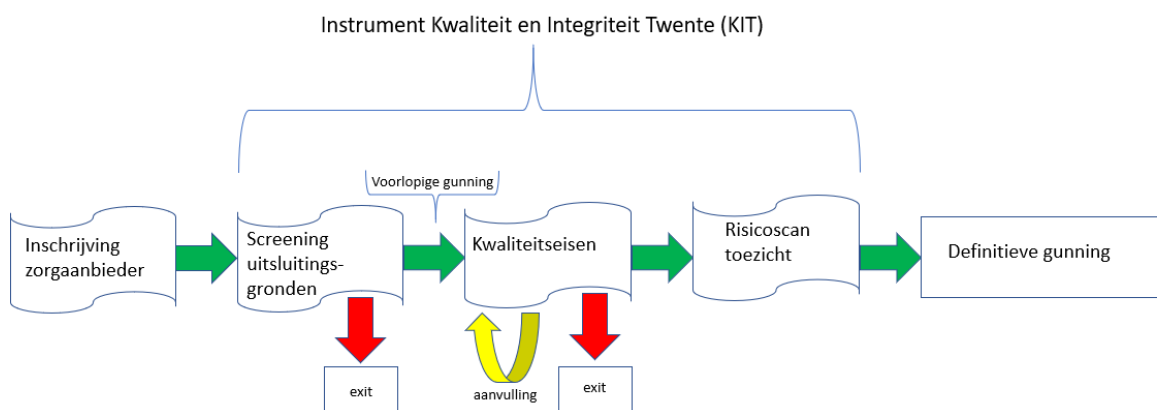 Instrument Kwaliteit en Integriteit Twente (KIT)
Voorlopige gunning
Inschrijving
zorgaanbieder
Screening
uitsluitings-
gronden
Kwaliteitseisen
Risicoscan
toezicht
Definitieve gunning
exit
aanvulling
exit